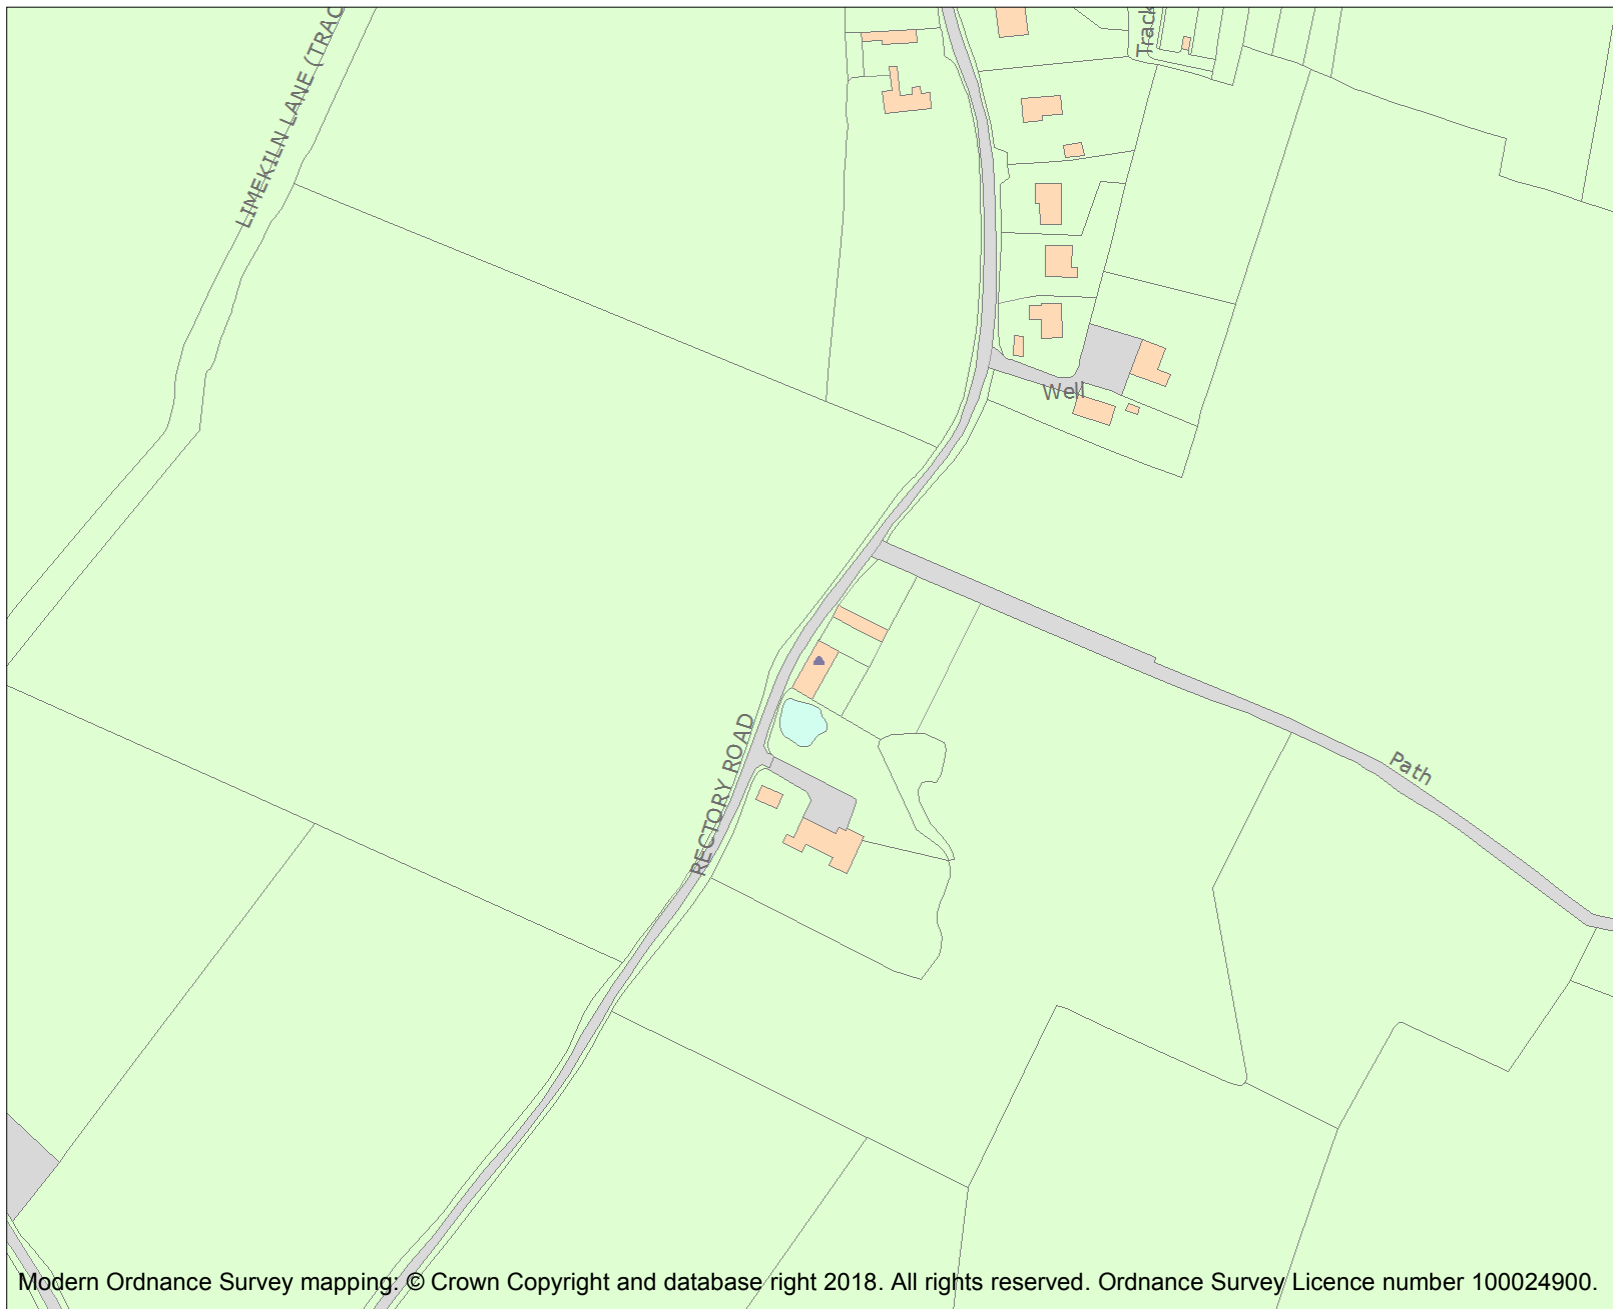 LIMEKILN LANE (TRAC
Track
Well
RECTORY ROAD
Path
Modern Ordnance Survey mapping: © Crown Copyright and database right 2018. All rights reserved. Ordnance Survey Licence number 100024900.